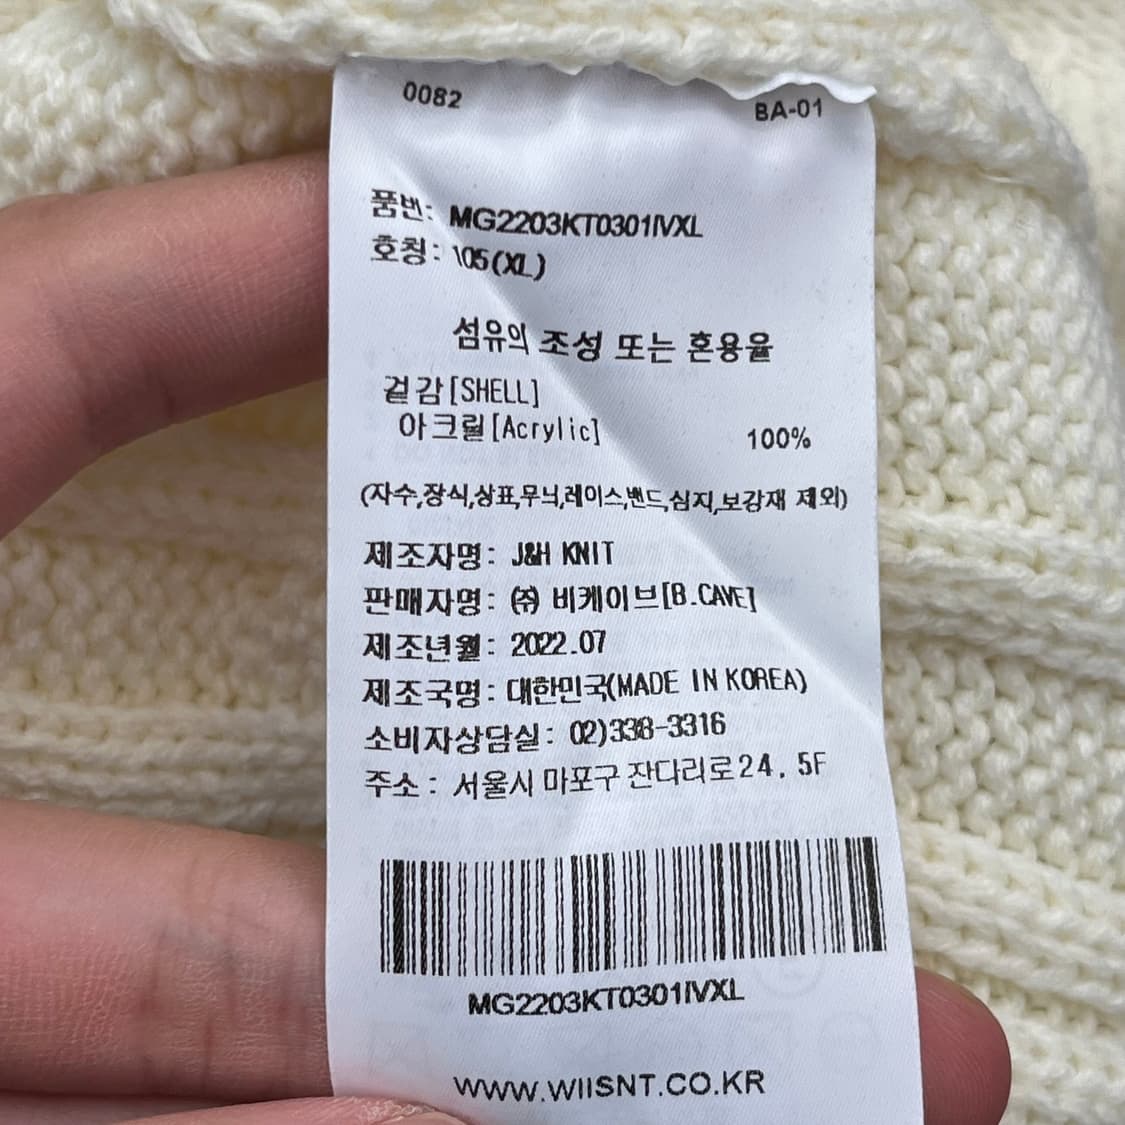 0082 BA-01
품번: MG2203KT0301IVXL
호칭: 105(XL)
섬유의 조성 또는 혼용율
겉감[SHELL]
아크릴[Acrylic] 100%
(자수,장식,상표,무늬,레이스,밴드,심지,보강재 제외)
제조자명: J&H KNIT
판매자명: ㈜ 비케이브[B.CAVE]
제조년월: 2022.07
제조국명: 대한민국(MADE IN KOREA)
소비자상담실: 02)338-3316
주소: 서울시 마포구 잔다리로24. 5F
MG2203KT0301IVXL
WWW.WIISNT.CO.KR